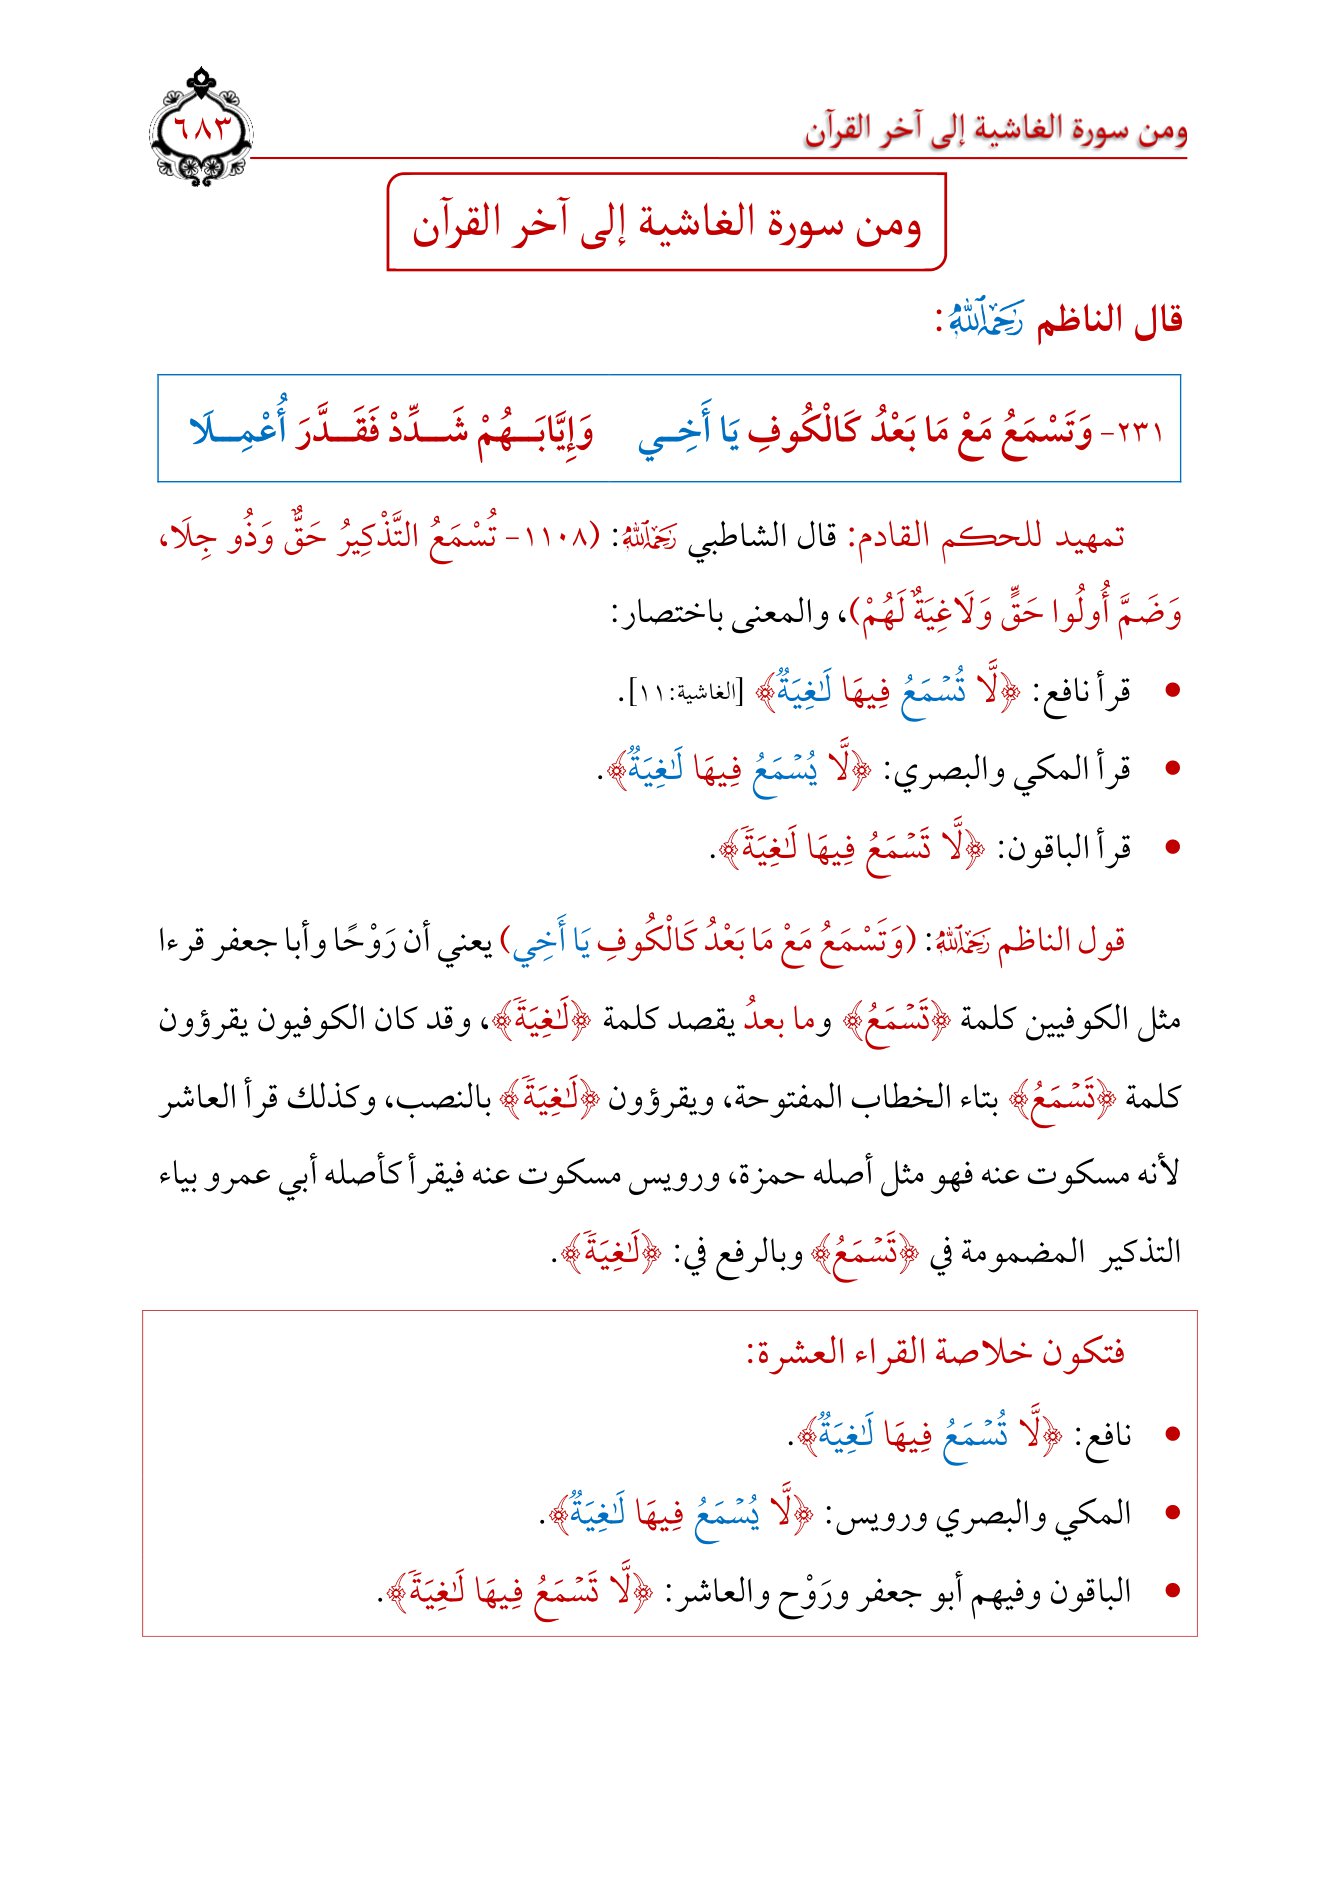 ومن سورة الغاشية إلى آخر القرآن
٦٨٣
ومن سورة الغاشية إلى آخر القرآن
قال الناظم رَحِمَهُ اللَّهُ:
٢٣١- وَتَسْمَعُ مَعْ مَا بَعْدُ كَالْكُوفِ يَا أَخِـي وَإِيَّابَـهُمْ شَـدِّدْ فَقَـدَّرَ أُعْمِـلَا
تمهيد للحكم القادم: قال الشاطبي رَحِمَهُ اللَّهُ: (١١٠٨- تُسْمَعُ التَّذْكِيرُ حَقٌّ وَذُو جِلَا،
وَضَمَّ أُولُوا حَقٍّ وَلَاغِيَةٌ لَهُمْ)، والمعنى باختصار:
• قرأ نافع: ﴿لَّا تُسۡمَعُ فِيهَا لَٰغِيَةٞ﴾ [الغاشية:١١].
• قرأ المكي والبصري: ﴿لَّا يُسۡمَعُ فِيهَا لَٰغِيَةٞ﴾.
• قرأ الباقون: ﴿لَّا تَسۡمَعُ فِيهَا لَٰغِيَةٗ﴾.
قول الناظم رَحِمَهُ اللَّهُ: (وَتَسْمَعُ مَعْ مَا بَعْدُ كَالْكُوفِ يَا أَخِي) يعني أن رَوْحًا وأبا جعفر قرءا
مثل الكوفيين كلمة ﴿تَسۡمَعُ﴾ وما بعدُ يقصد كلمة ﴿لَٰغِيَةٗ﴾، وقد كان الكوفيون يقرؤون
كلمة ﴿تَسۡمَعُ﴾ بتاء الخطاب المفتوحة، ويقرؤون ﴿لَٰغِيَةٗ﴾ بالنصب، وكذلك قرأ العاشر
لأنه مسكوت عنه فهو مثل أصله حمزة، ورويس مسكوت عنه فيقرأ كأصله أبي عمرو بياء
التذكير المضمومة في ﴿تَسۡمَعُ﴾ وبالرفع في: ﴿لَٰغِيَةٗ﴾.
فتكون خلاصة القراء العشرة:
• نافع: ﴿لَّا تُسۡمَعُ فِيهَا لَٰغِيَةٞ﴾.
• المكي والبصري ورويس: ﴿لَّا يُسۡمَعُ فِيهَا لَٰغِيَةٞ﴾.
• الباقون وفيهم أبو جعفر ورَوْح والعاشر: ﴿لَّا تَسۡمَعُ فِيهَا لَٰغِيَةٗ﴾.